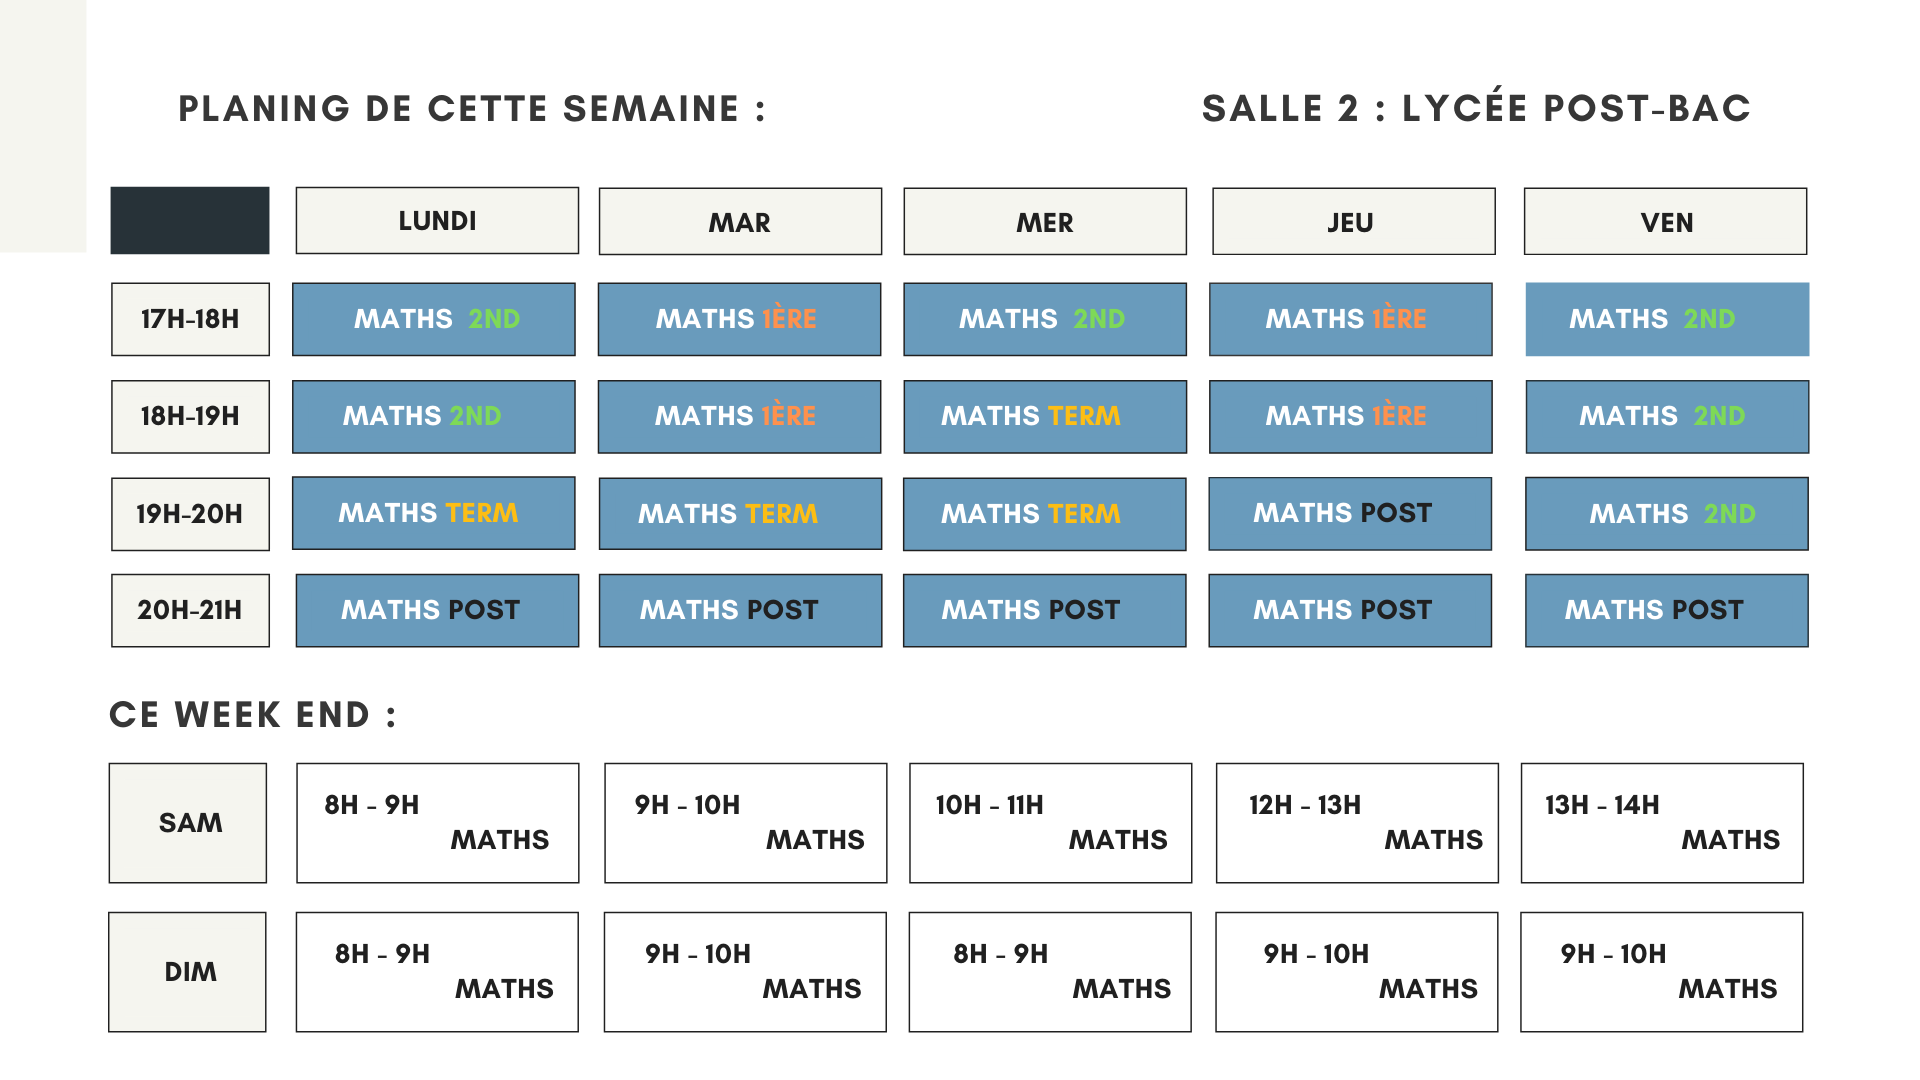 PLANING DE CETTE SEMAINE :
SALLE 2 : LYCÉE POST-BAC
LUNDI MAR MER JEU VEN
17H-18H MATHS 2ND MATHS 1ÈRE MATHS 2ND MATHS 1ÈRE MATHS 2ND
18H-19H MATHS 2ND MATHS 1ÈRE MATHS TERM MATHS 1ÈRE MATHS 2ND
19H-20H MATHS TERM MATHS TERM MATHS TERM MATHS POST MATHS 2ND
20H-21H MATHS POST MATHS POST MATHS POST MATHS POST MATHS POST
CE WEEK END :
SAM
8H - 9H
MATHS
9H - 10H
MATHS
10H - 11H
MATHS
12H - 13H
MATHS
13H - 14H
MATHS
DIM
8H - 9H
MATHS
9H - 10H
MATHS
8H - 9H
MATHS
9H - 10H
MATHS
9H - 10H
MATHS